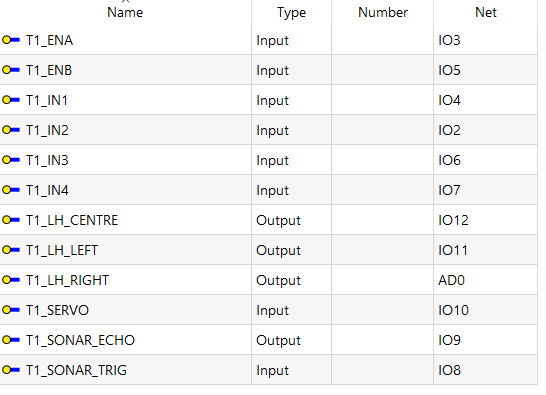 Name Type Number Net
T1_ENA Input IO3
T1_ENB Input IO5
T1_IN1 Input IO4
T1_IN2 Input IO2
T1_IN3 Input IO6
T1_IN4 Input IO7
T1_LH_CENTRE Output IO12
T1_LH_LEFT Output IO11
T1_LH_RIGHT Output AD0
T1_SERVO Input IO10
T1_SONAR_ECHO Output IO9
T1_SONAR_TRIG Input IO8